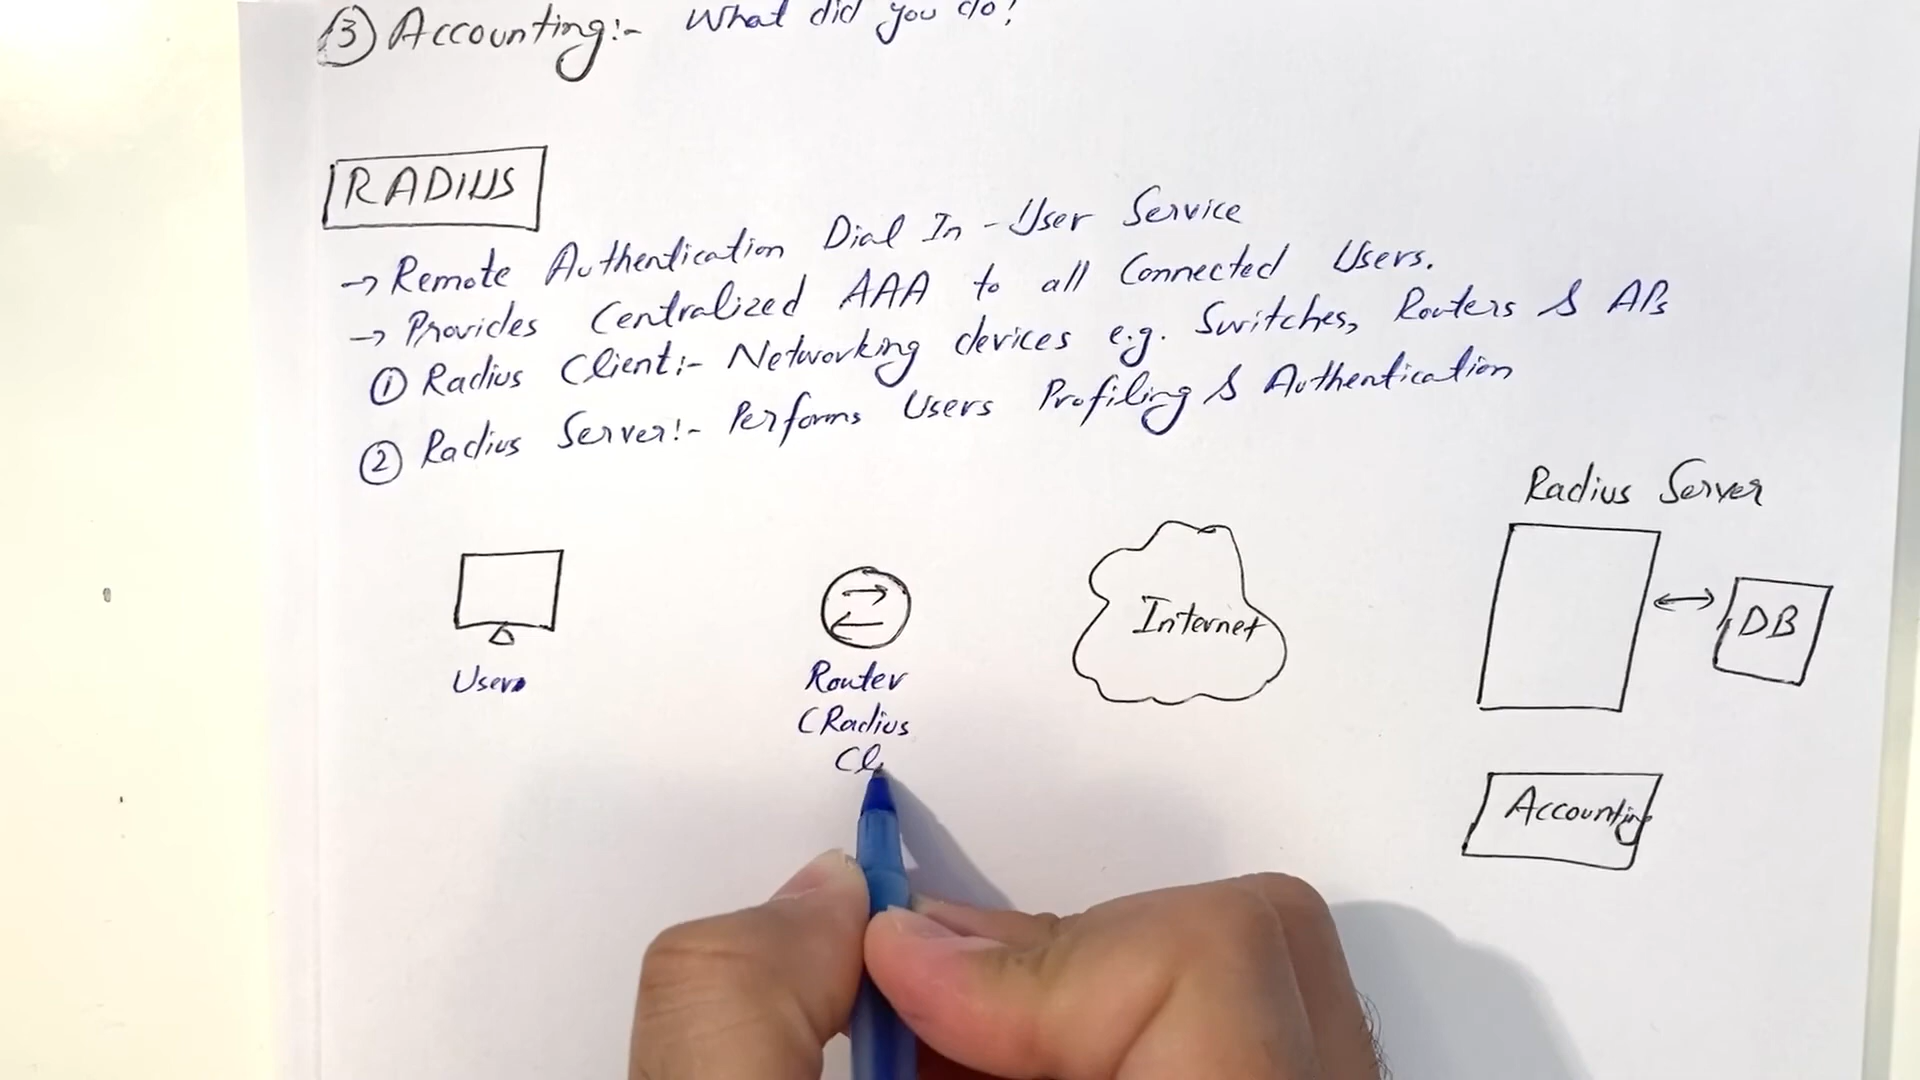 ③ Accounting:- What did you do?
RADIUS
→ Remote Authentication Dial In - User Service
→ Provides Centralized AAA to all Connected Users.
① Radius Client:- Networking devices e.g. Switches, Routers & APs
② Radius Server:- Performs Users Profiling & Authentication
Radius Server
Internet
DB
User
Router
(Radius
Cl
Accounting